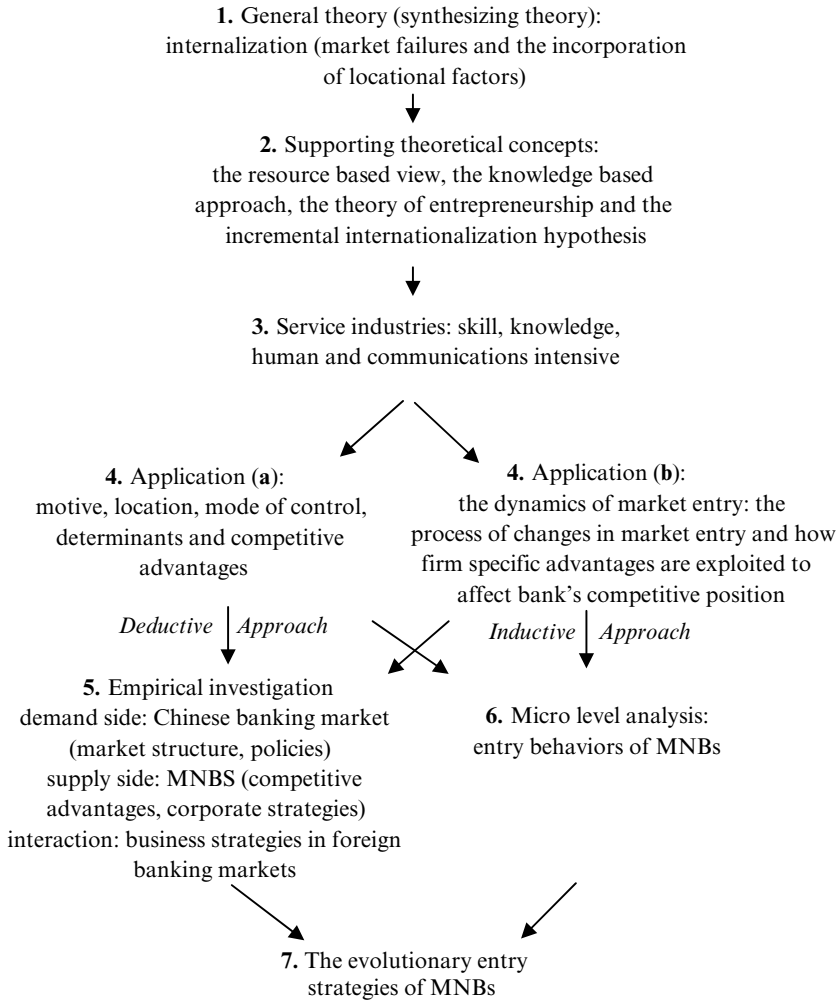 1. General theory (synthesizing theory):
internalization (market failures and the incorporation
of locational factors)
2. Supporting theoretical concepts:
the resource based view, the knowledge based
approach, the theory of entrepreneurship and the
incremental internationalization hypothesis
3. Service industries: skill, knowledge,
human and communications intensive
4. Application (a):
motive, location, mode of control,
determinants and competitive
advantages
4. Application (b):
the dynamics of market entry: the
process of changes in market entry and how
firm specific advantages are exploited to
affect bank's competitive position
Deductive Approach
Inductive Approach
5. Empirical investigation
demand side: Chinese banking market
(market structure, policies)
supply side: MNBS (competitive
advantages, corporate strategies)
interaction: business strategies in foreign
banking markets
6. Micro level analysis:
entry behaviors of MNBs
7. The evolutionary entry
strategies of MNBs